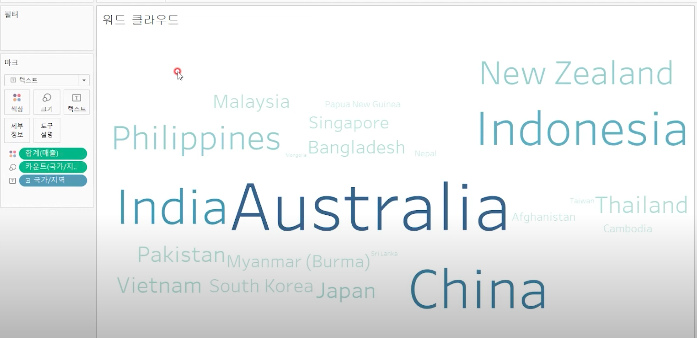 필터
워드 클라우드
마크
텍스트
색상
크기
텍스트
세부
정보
도구
설명
합계(매출)
카운트(국가/지..
국가/지역
New Zealand
Malaysia
Papua New Guinea
Indonesia
Singapore
Philippines
Bangladesh
Nepal
India
Australia
Taiwan
Thailand
Afghanistan
Cambodia
Pakistan
Sri Lanka
Myanmar (Burma)
China
Vietnam
South Korea
Japan